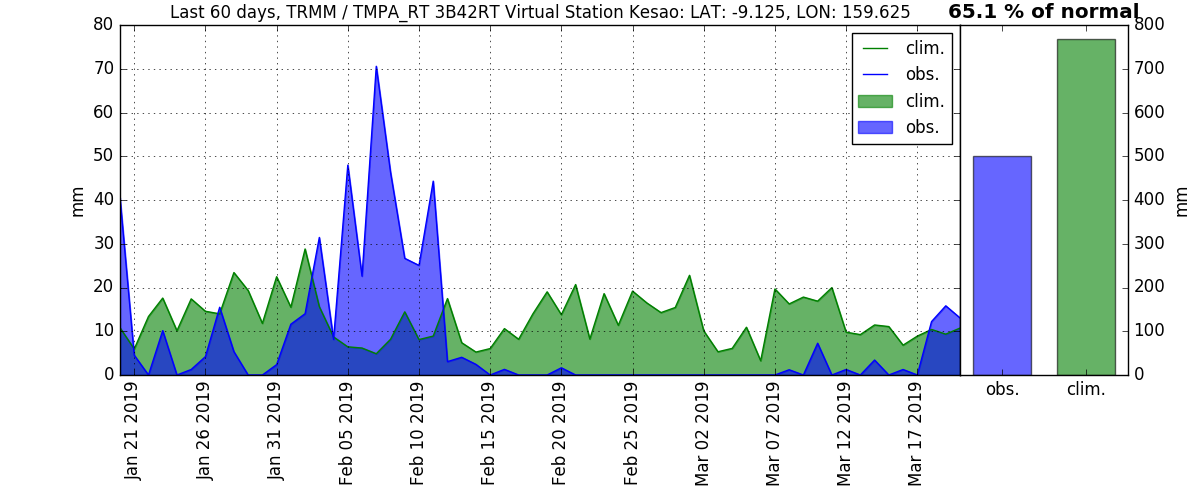 Last 60 days, TRMM / TMPA_RT 3B42RT Virtual Station Kesao: LAT: -9.125, LON: 159.625
65.1 % of normal
80
70
60
50
40
30
20
10
0
mm
clim.
obs.
clim.
obs.
Jan 21 2019
Jan 26 2019
Jan 31 2019
Feb 05 2019
Feb 10 2019
Feb 15 2019
Feb 20 2019
Feb 25 2019
Mar 02 2019
Mar 07 2019
Mar 12 2019
Mar 17 2019
obs.
clim.
800
700
600
500
400
300
200
100
0
mm